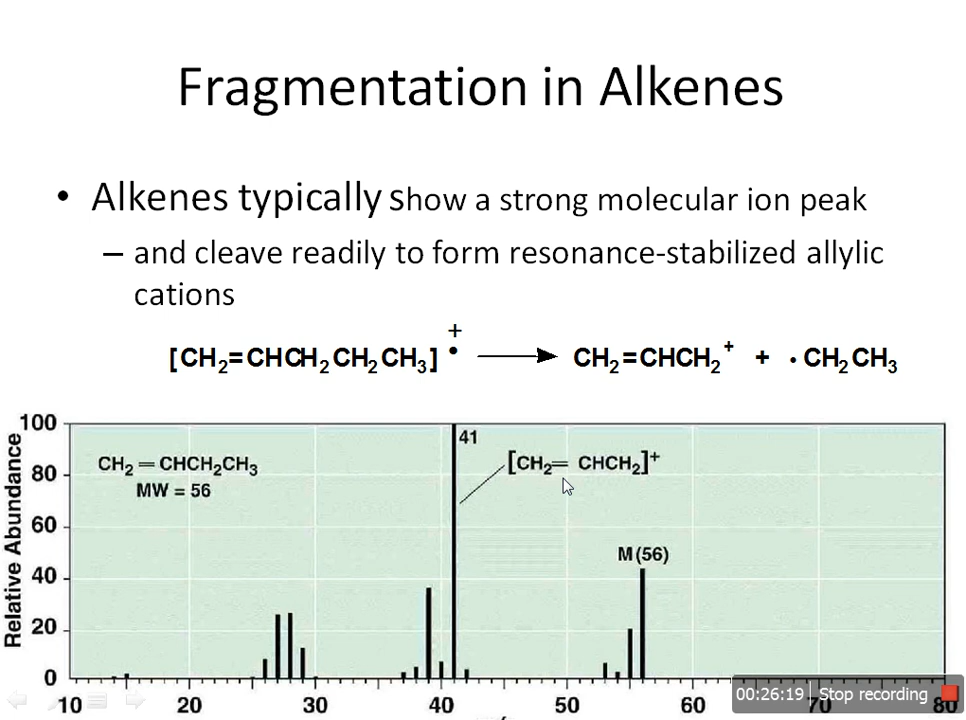 Fragmentation in Alkenes
• Alkenes typically show a strong molecular ion peak
– and cleave readily to form resonance-stabilized allylic
cations
[CH₂=CHCH₂CH₂CH₃]⁺• ⟶ CH₂=CHCH₂⁺ + •CH₂CH₃
100
80
60
40
20
0
Relative Abundance
CH₂=CHCH₂CH₃
MW = 56
41
[CH₂=CHCH₂]⁺
M (56)
10 20 30 40 50 60 70 80
00:26:19 Stop recording